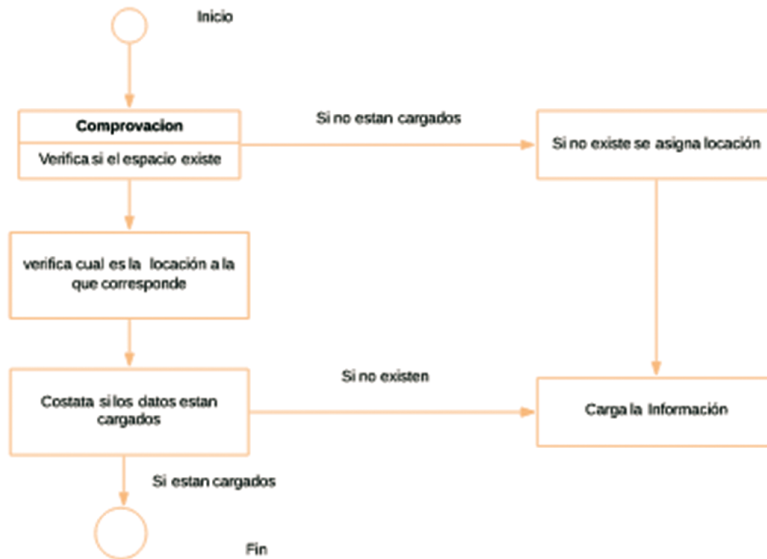 Inicio
Comprovacion
Verifica si el espacio existe
Si no estan cargados
Si no existe se asigna locación
verifica cual es la locación a la
que corresponde
Costata si los datos estan
cargados
Si no existen
Carga la Información
Si estan cargados
Fin